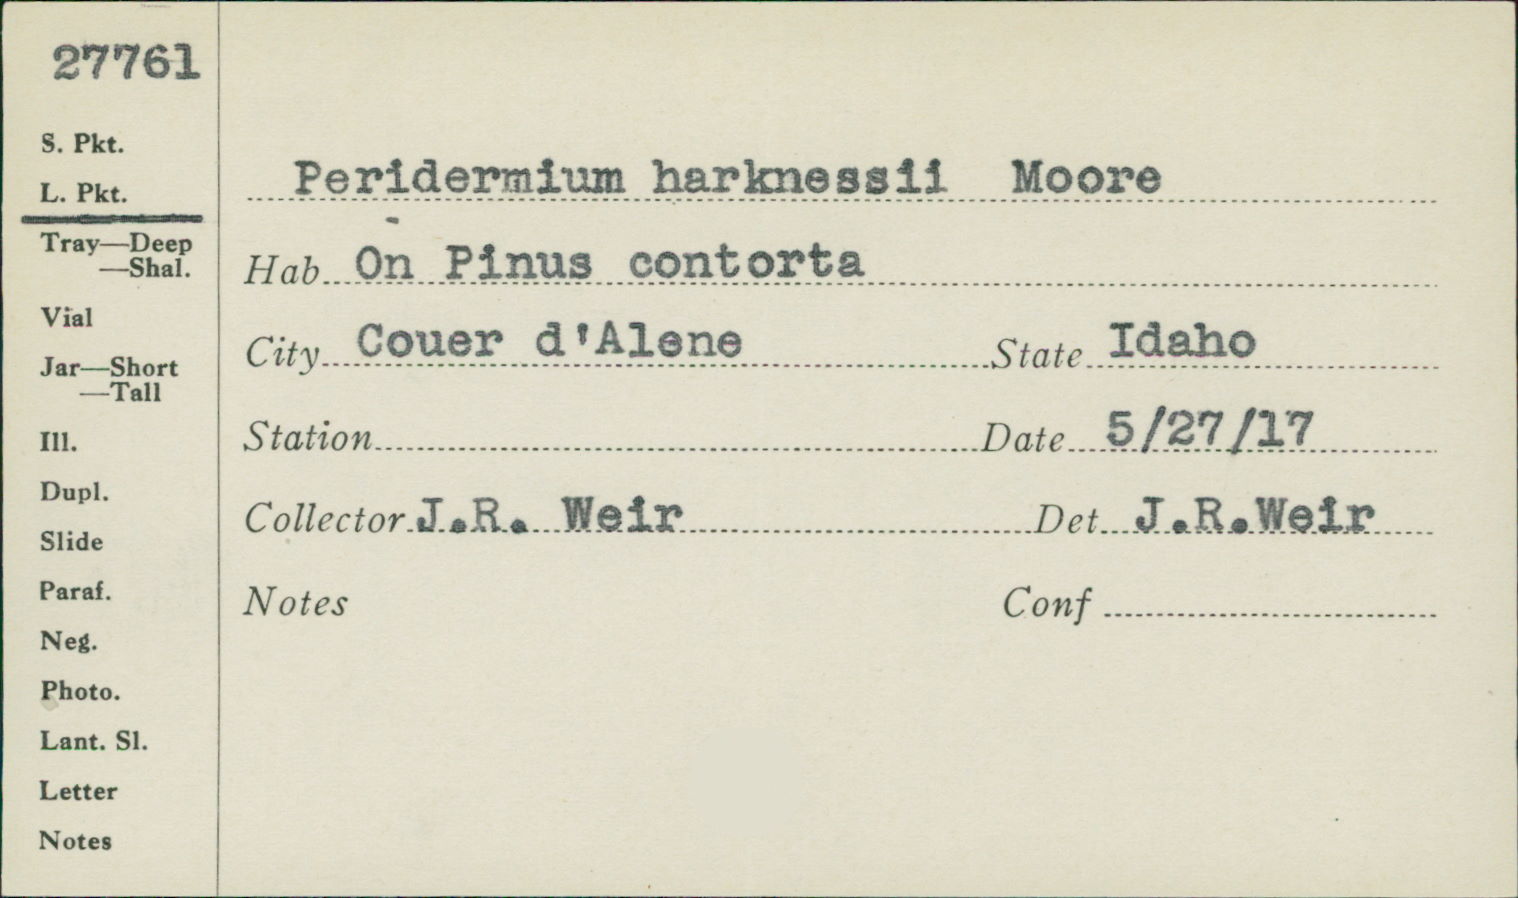 27761
S. Pkt.
L. Pkt.
Tray—Deep
—Shal.
Vial
Jar—Short
—Tall
Ill.
Dupl.
Slide
Paraf.
Neg.
Photo.
Lant. Sl.
Letter
Notes
Peridermium harknessii Moore
Hab On Pinus contorta
City Couer d'Alene State Idaho
Station Date 5/27/17
Collector J.R. Weir Det J.R.Weir
Notes Conf